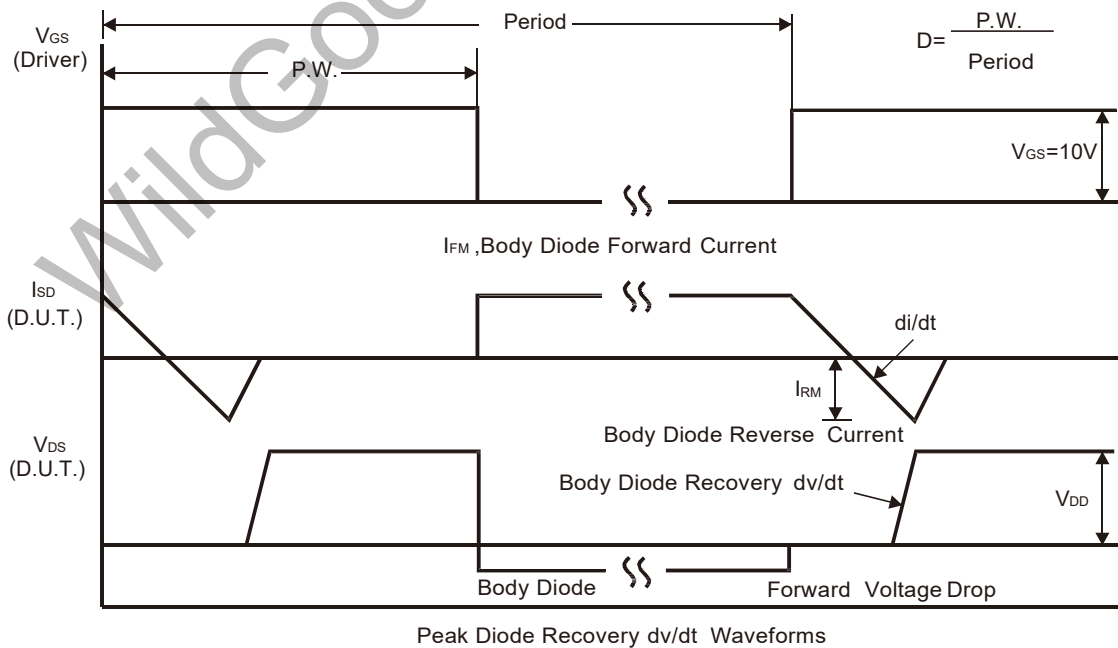 Period
VGS
(Driver)
D= P.W.
Period
P.W.
VGS=10V
IFM ,Body Diode Forward Current
ISD
(D.U.T.)
di/dt
IRM
Body Diode Reverse Current
VDS
(D.U.T.)
Body Diode Recovery dv/dt
VDD
Body Diode Forward Voltage Drop
Peak Diode Recovery dv/dt Waveforms
WildGoo